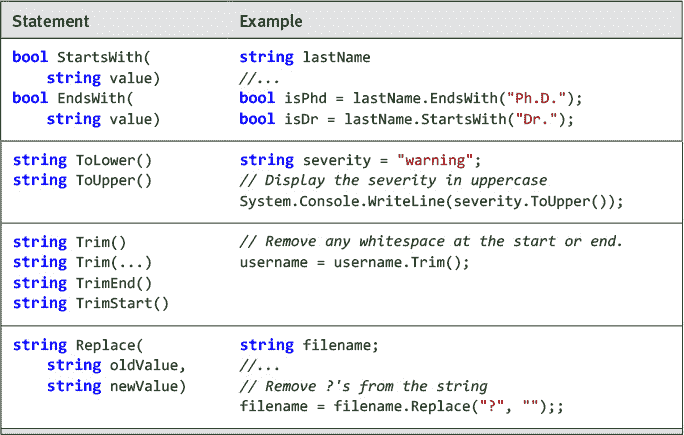 Statement Example
bool StartsWith(
    string value)
bool EndsWith(
    string value)
string lastName
//...
bool isPhd = lastName.EndsWith("Ph.D.");
bool isDr = lastName.StartsWith("Dr.");
string ToLower()
string ToUpper()
string severity = "warning";
// Display the severity in uppercase
System.Console.WriteLine(severity.ToUpper());
string Trim()
string Trim(...)
string TrimEnd()
string TrimStart()
// Remove any whitespace at the start or end.
username = username.Trim();
string Replace(
    string oldValue,
    string newValue)
string filename;
//...
// Remove ?'s from the string
filename = filename.Replace("?", "");;